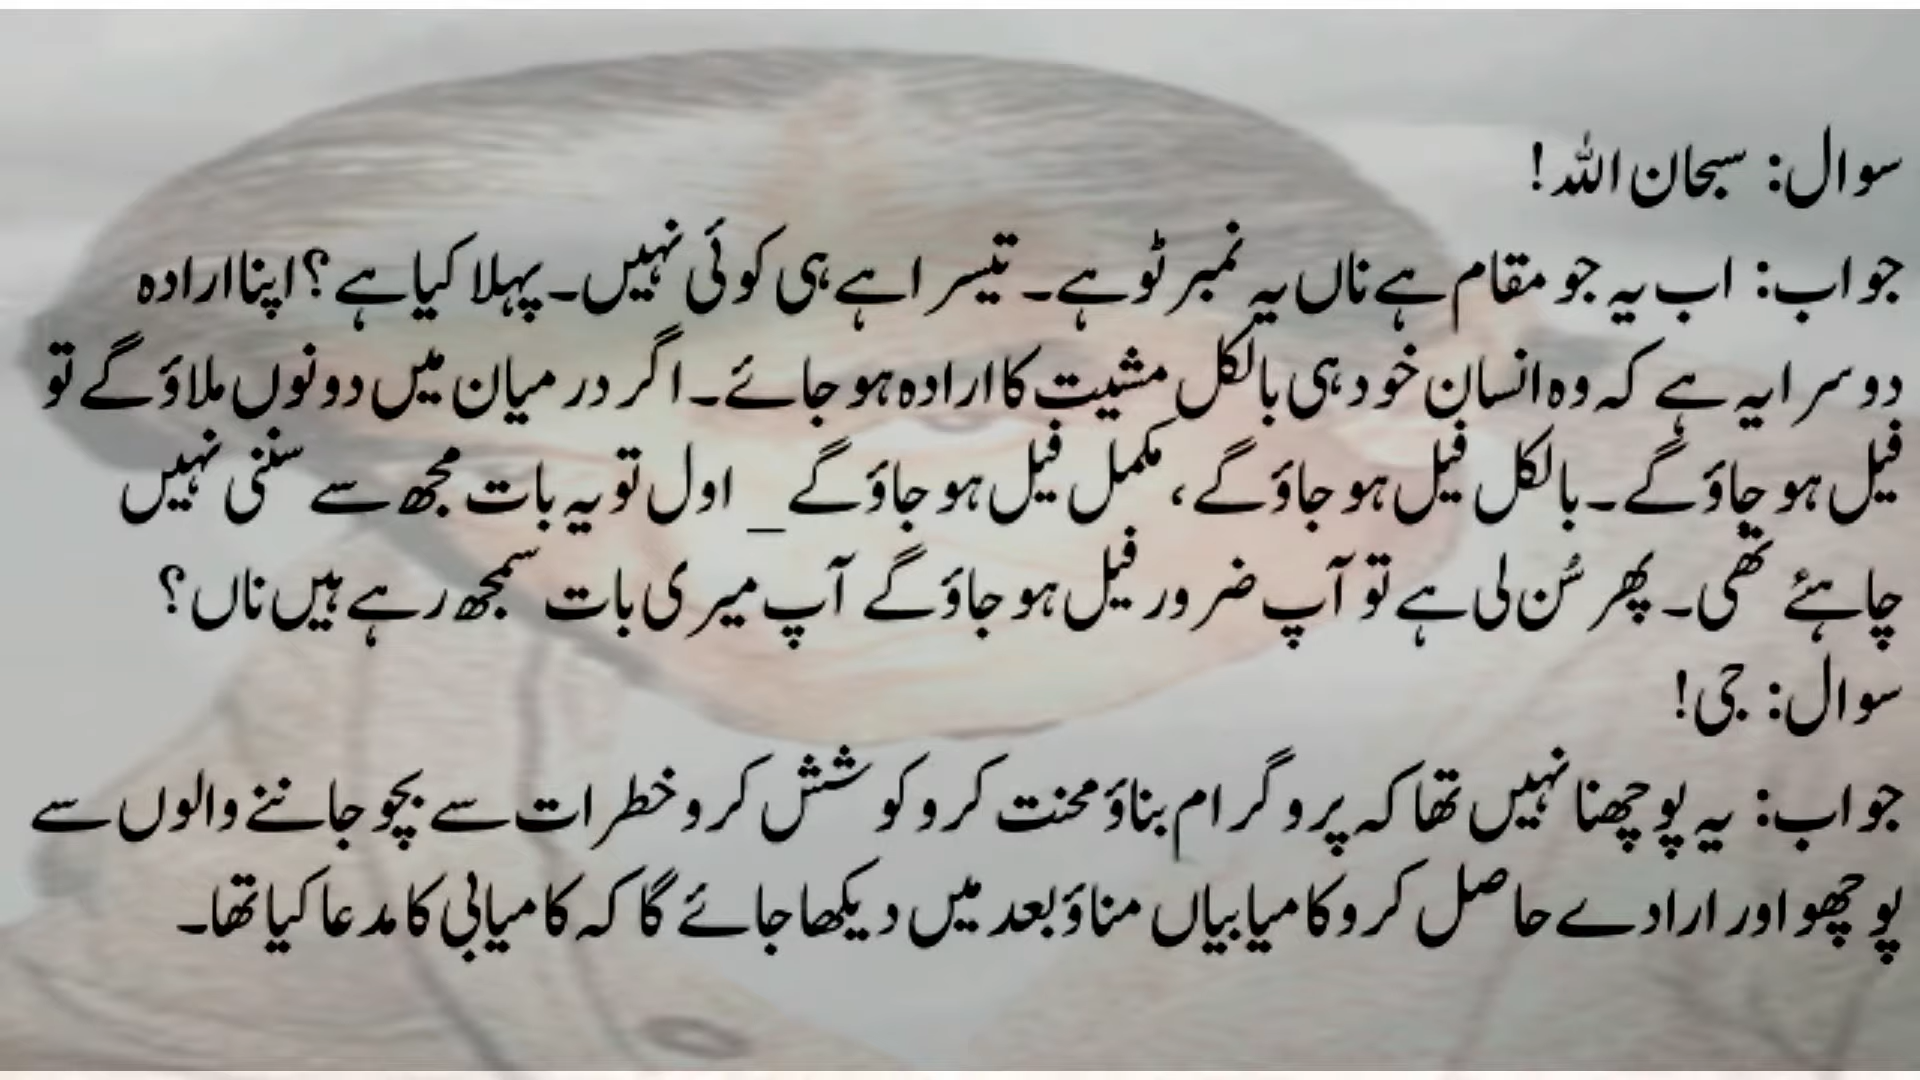 سوال: سبحان اللہ!
جواب: اب یہ جو مقام ہے ناں یہ نمبر ٹو ہے۔ تیسرا ہے ہی کوئی نہیں۔ پہلا کیا ہے؟ اپنا ارادہ
دوسرا یہ ہے کہ وہ انسان خود ہی بالکل مشیت کا ارادہ ہو جائے۔ اگر درمیان میں دونوں ملاؤ گے تو
فیل ہو جاؤ گے۔ بالکل فیل ہو جاؤ گے، مکمل فیل ہو جاؤ گے_ اول تو یہ بات مجھ سے سننی نہیں
چاہئے تھی۔ پھر سُن لی ہے تو آپ ضرور فیل ہو جاؤ گے آپ میری بات سمجھ رہے ہیں ناں؟
سوال: جی!
جواب: یہ پوچھنا نہیں تھا کہ پروگرام بناؤ محنت کرو کوشش کرو خطرات سے بچو جاننے والوں سے
پوچھو اور ارادے حاصل کرو کامیابیاں مناؤ بعد میں دیکھا جائے گا کہ کامیابی کا مدعا کیا تھا۔